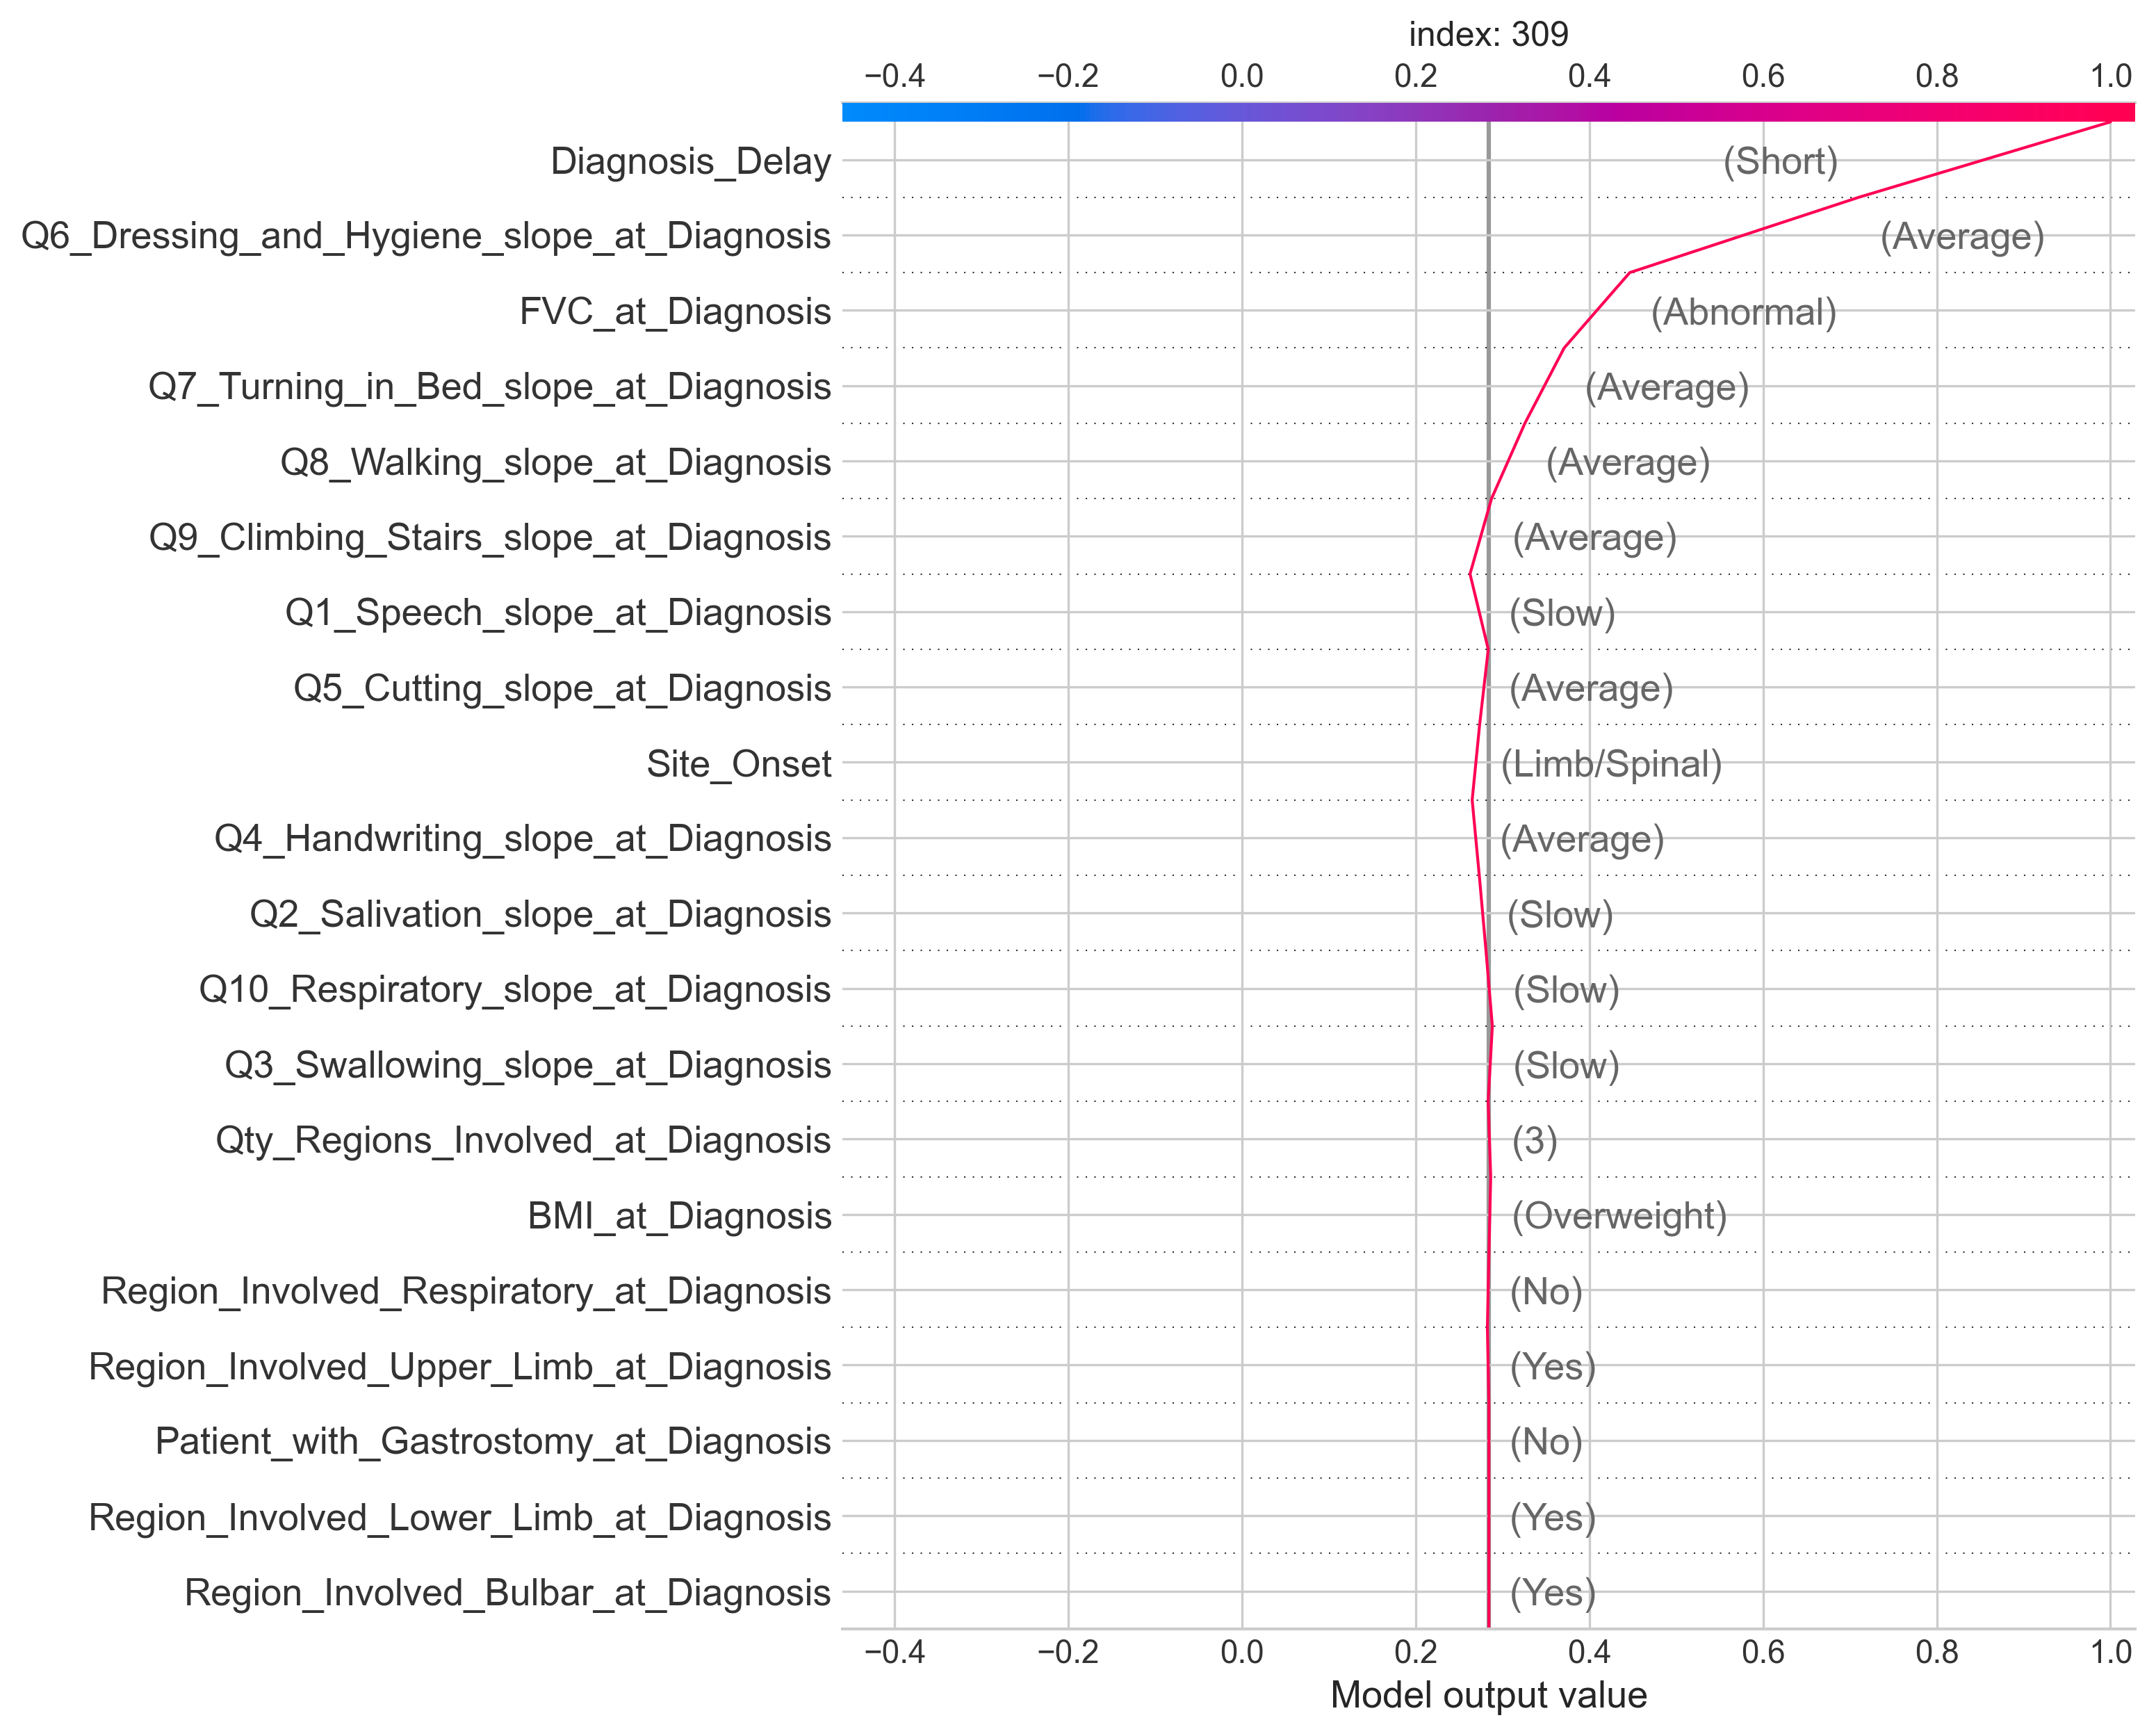 index: 309
−0.4 −0.2 0.0 0.2 0.4 0.6 0.8 1.0
Diagnosis_Delay (Short)
Q6_Dressing_and_Hygiene_slope_at_Diagnosis (Average)
FVC_at_Diagnosis (Abnormal)
Q7_Turning_in_Bed_slope_at_Diagnosis (Average)
Q8_Walking_slope_at_Diagnosis (Average)
Q9_Climbing_Stairs_slope_at_Diagnosis (Average)
Q1_Speech_slope_at_Diagnosis (Slow)
Q5_Cutting_slope_at_Diagnosis (Average)
Site_Onset (Limb/Spinal)
Q4_Handwriting_slope_at_Diagnosis (Average)
Q2_Salivation_slope_at_Diagnosis (Slow)
Q10_Respiratory_slope_at_Diagnosis (Slow)
Q3_Swallowing_slope_at_Diagnosis (Slow)
Qty_Regions_Involved_at_Diagnosis (3)
BMI_at_Diagnosis (Overweight)
Region_Involved_Respiratory_at_Diagnosis (No)
Region_Involved_Upper_Limb_at_Diagnosis (Yes)
Patient_with_Gastrostomy_at_Diagnosis (No)
Region_Involved_Lower_Limb_at_Diagnosis (Yes)
Region_Involved_Bulbar_at_Diagnosis (Yes)
−0.4 −0.2 0.0 0.2 0.4 0.6 0.8 1.0
Model output value